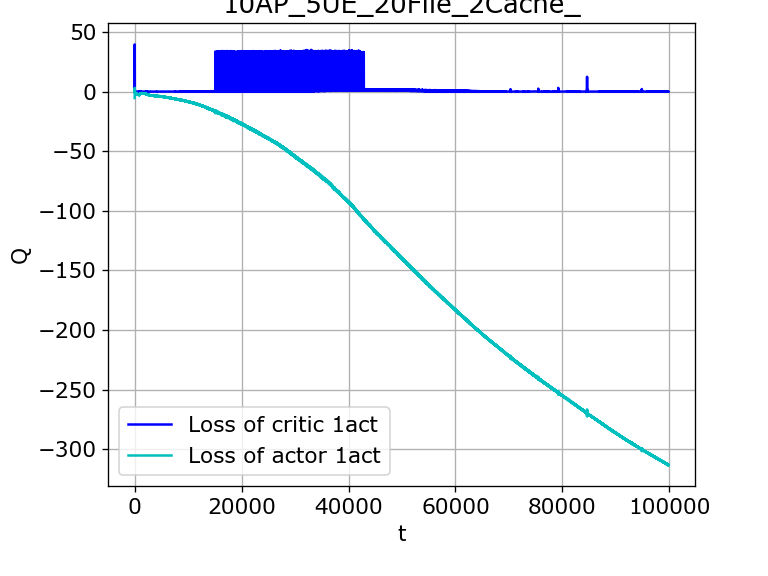 10AP_5UE_20File_2Cache_
50
0
−50
−100
−150
−200
−250
−300
Q
Loss of critic 1act
Loss of actor 1act
0 20000 40000 60000 80000 100000
t